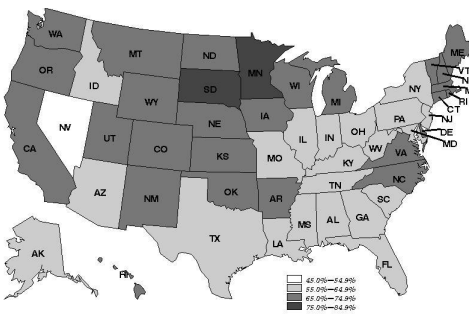 WA
MT
ND
MN
ME
OR
ID
WY
SD
WI
MI
NY
VT
N
M
RI
CT
NJ
DE
MD
NV
UT
CO
NE
IA
IL
IN
OH
PA
WV
VA
CA
AZ
NM
KS
MO
KY
NC
OK
AR
TN
SC
TX
LA
MS
AL
GA
FL
AK
45.0%—54.9%
55.0%—64.9%
65.0%—74.9%
75.0%—84.9%